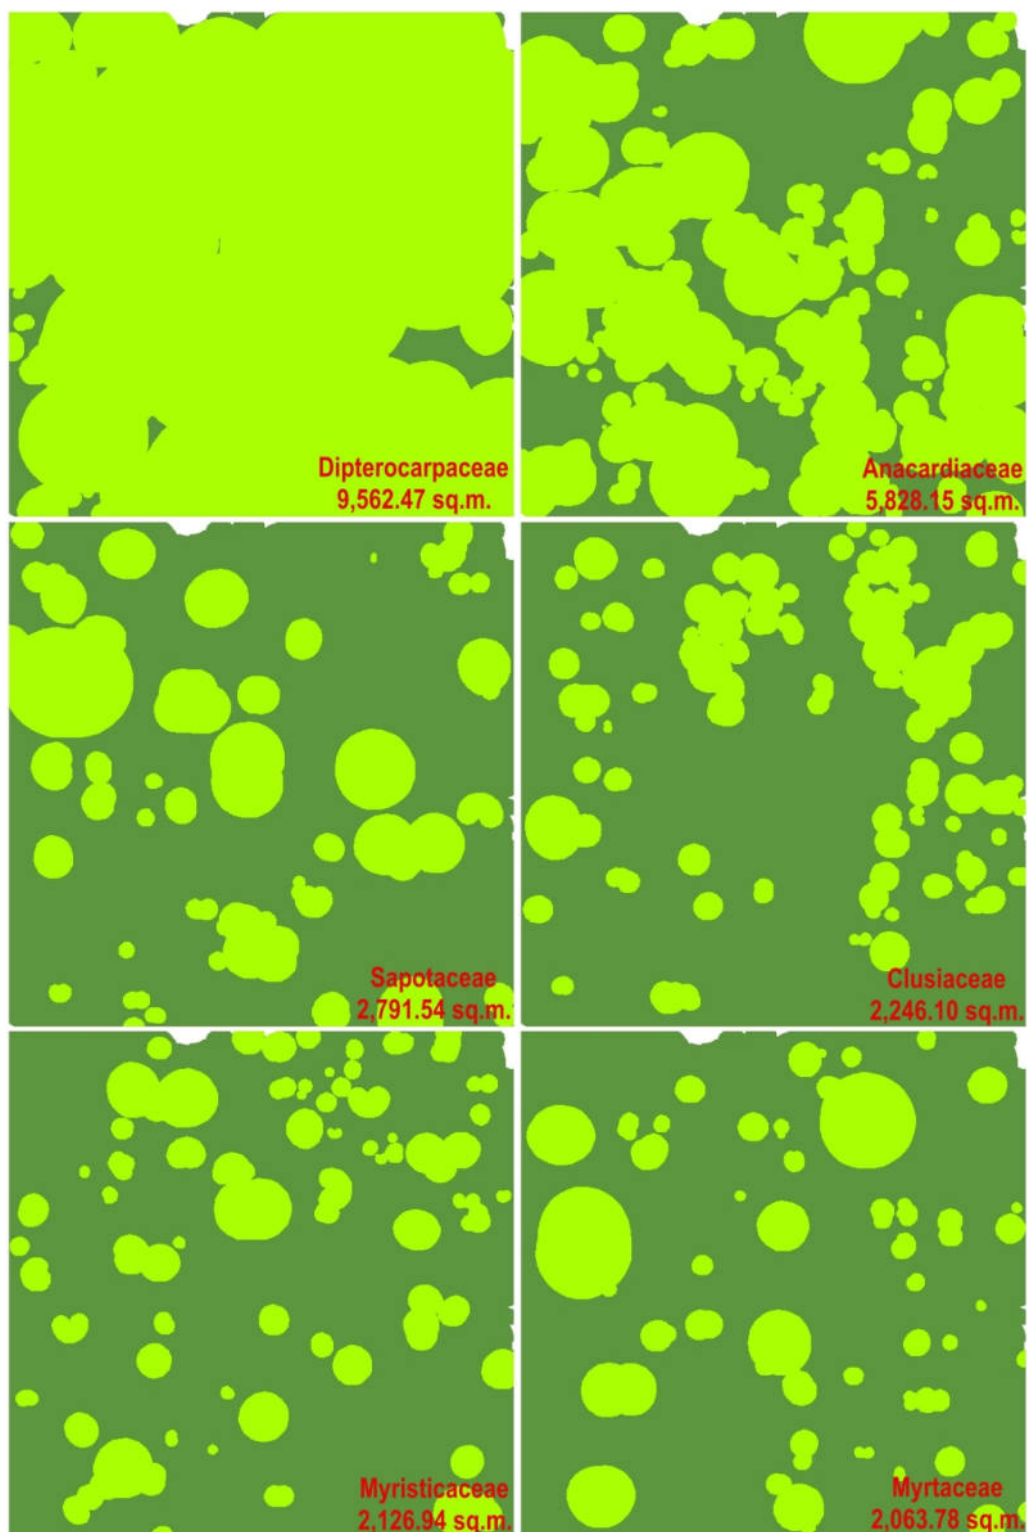 Dipterocarpaceae
9,562.47 sq.m.
Anacardiaceae
5,828.15 sq.m.
Sapotaceae
2,791.54 sq.m.
Clusiaceae
2,246.10 sq.m.
Myristicaceae
2,126.94 sq.m.
Myrtaceae
2,063.78 sq.m.